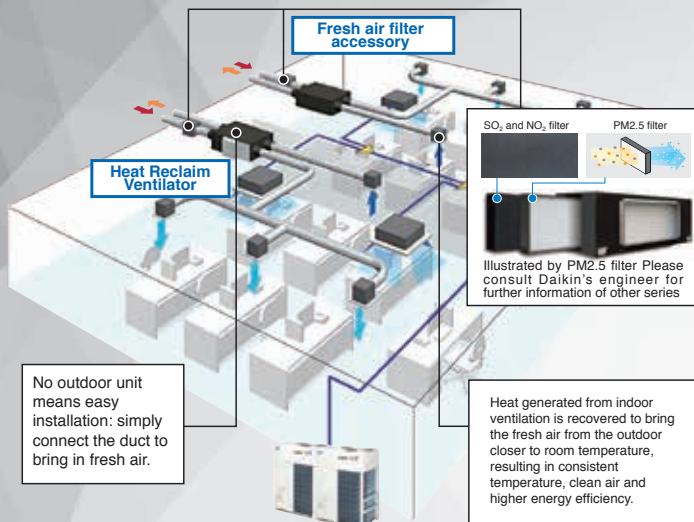 Fresh air filter
accessory
SO₂ and NO₂ filter
PM2.5 filter
Heat Reclaim
Ventilator
Illustrated by PM2.5 filter Please
consult Daikin's engineer for
further information of other series
No outdoor unit
means easy
installation: simply
connect the duct to
bring in fresh air.
Heat generated from indoor
ventilation is recovered to bring
the fresh air from the outdoor
closer to room temperature,
resulting in consistent
temperature, clean air and
higher energy efficiency.